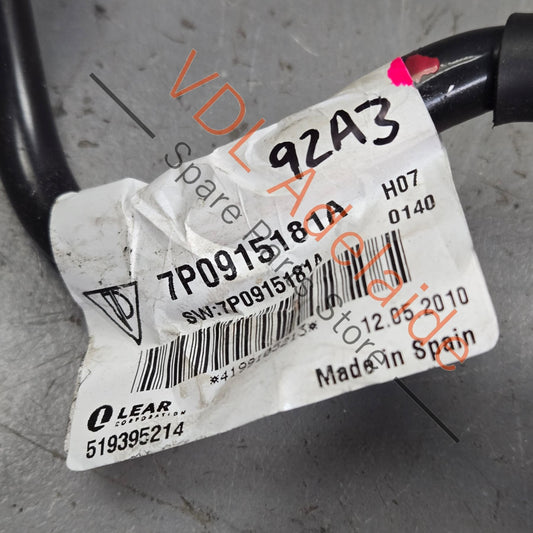 92A3
7P0915181A
H07
0140
SW:7P0915181A
12.05.2010
Made in Spain
LEAR
CORPORATION
519395214
VDL Adelaide
Spare Parts Store